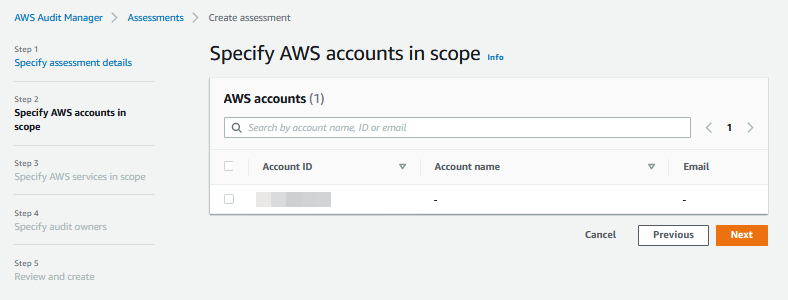 AWS Audit Manager > Assessments > Create assessment
Step 1
Specify assessment details
Step 2
Specify AWS accounts in
scope
Step 3
Specify AWS services in scope
Step 4
Specify audit owners
Step 5
Review and create
Specify AWS accounts in scope Info
AWS accounts (1)
Search by account name, ID or email
< 1 >
Account ID Account name Email
- -
Cancel Previous Next